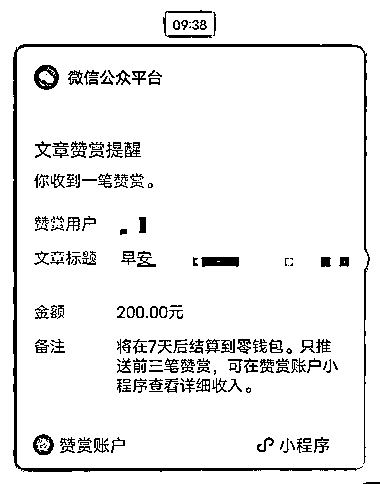 09:38
微信公众平台
文章赞赏提醒
你收到一笔赞赏。
赞赏用户
文章标题 早安
金额 200.00元
备注 将在7天后结算到零钱包。只推
送前三笔赞赏，可在赞赏账户小
程序查看详细收入。
赞赏账户 小程序